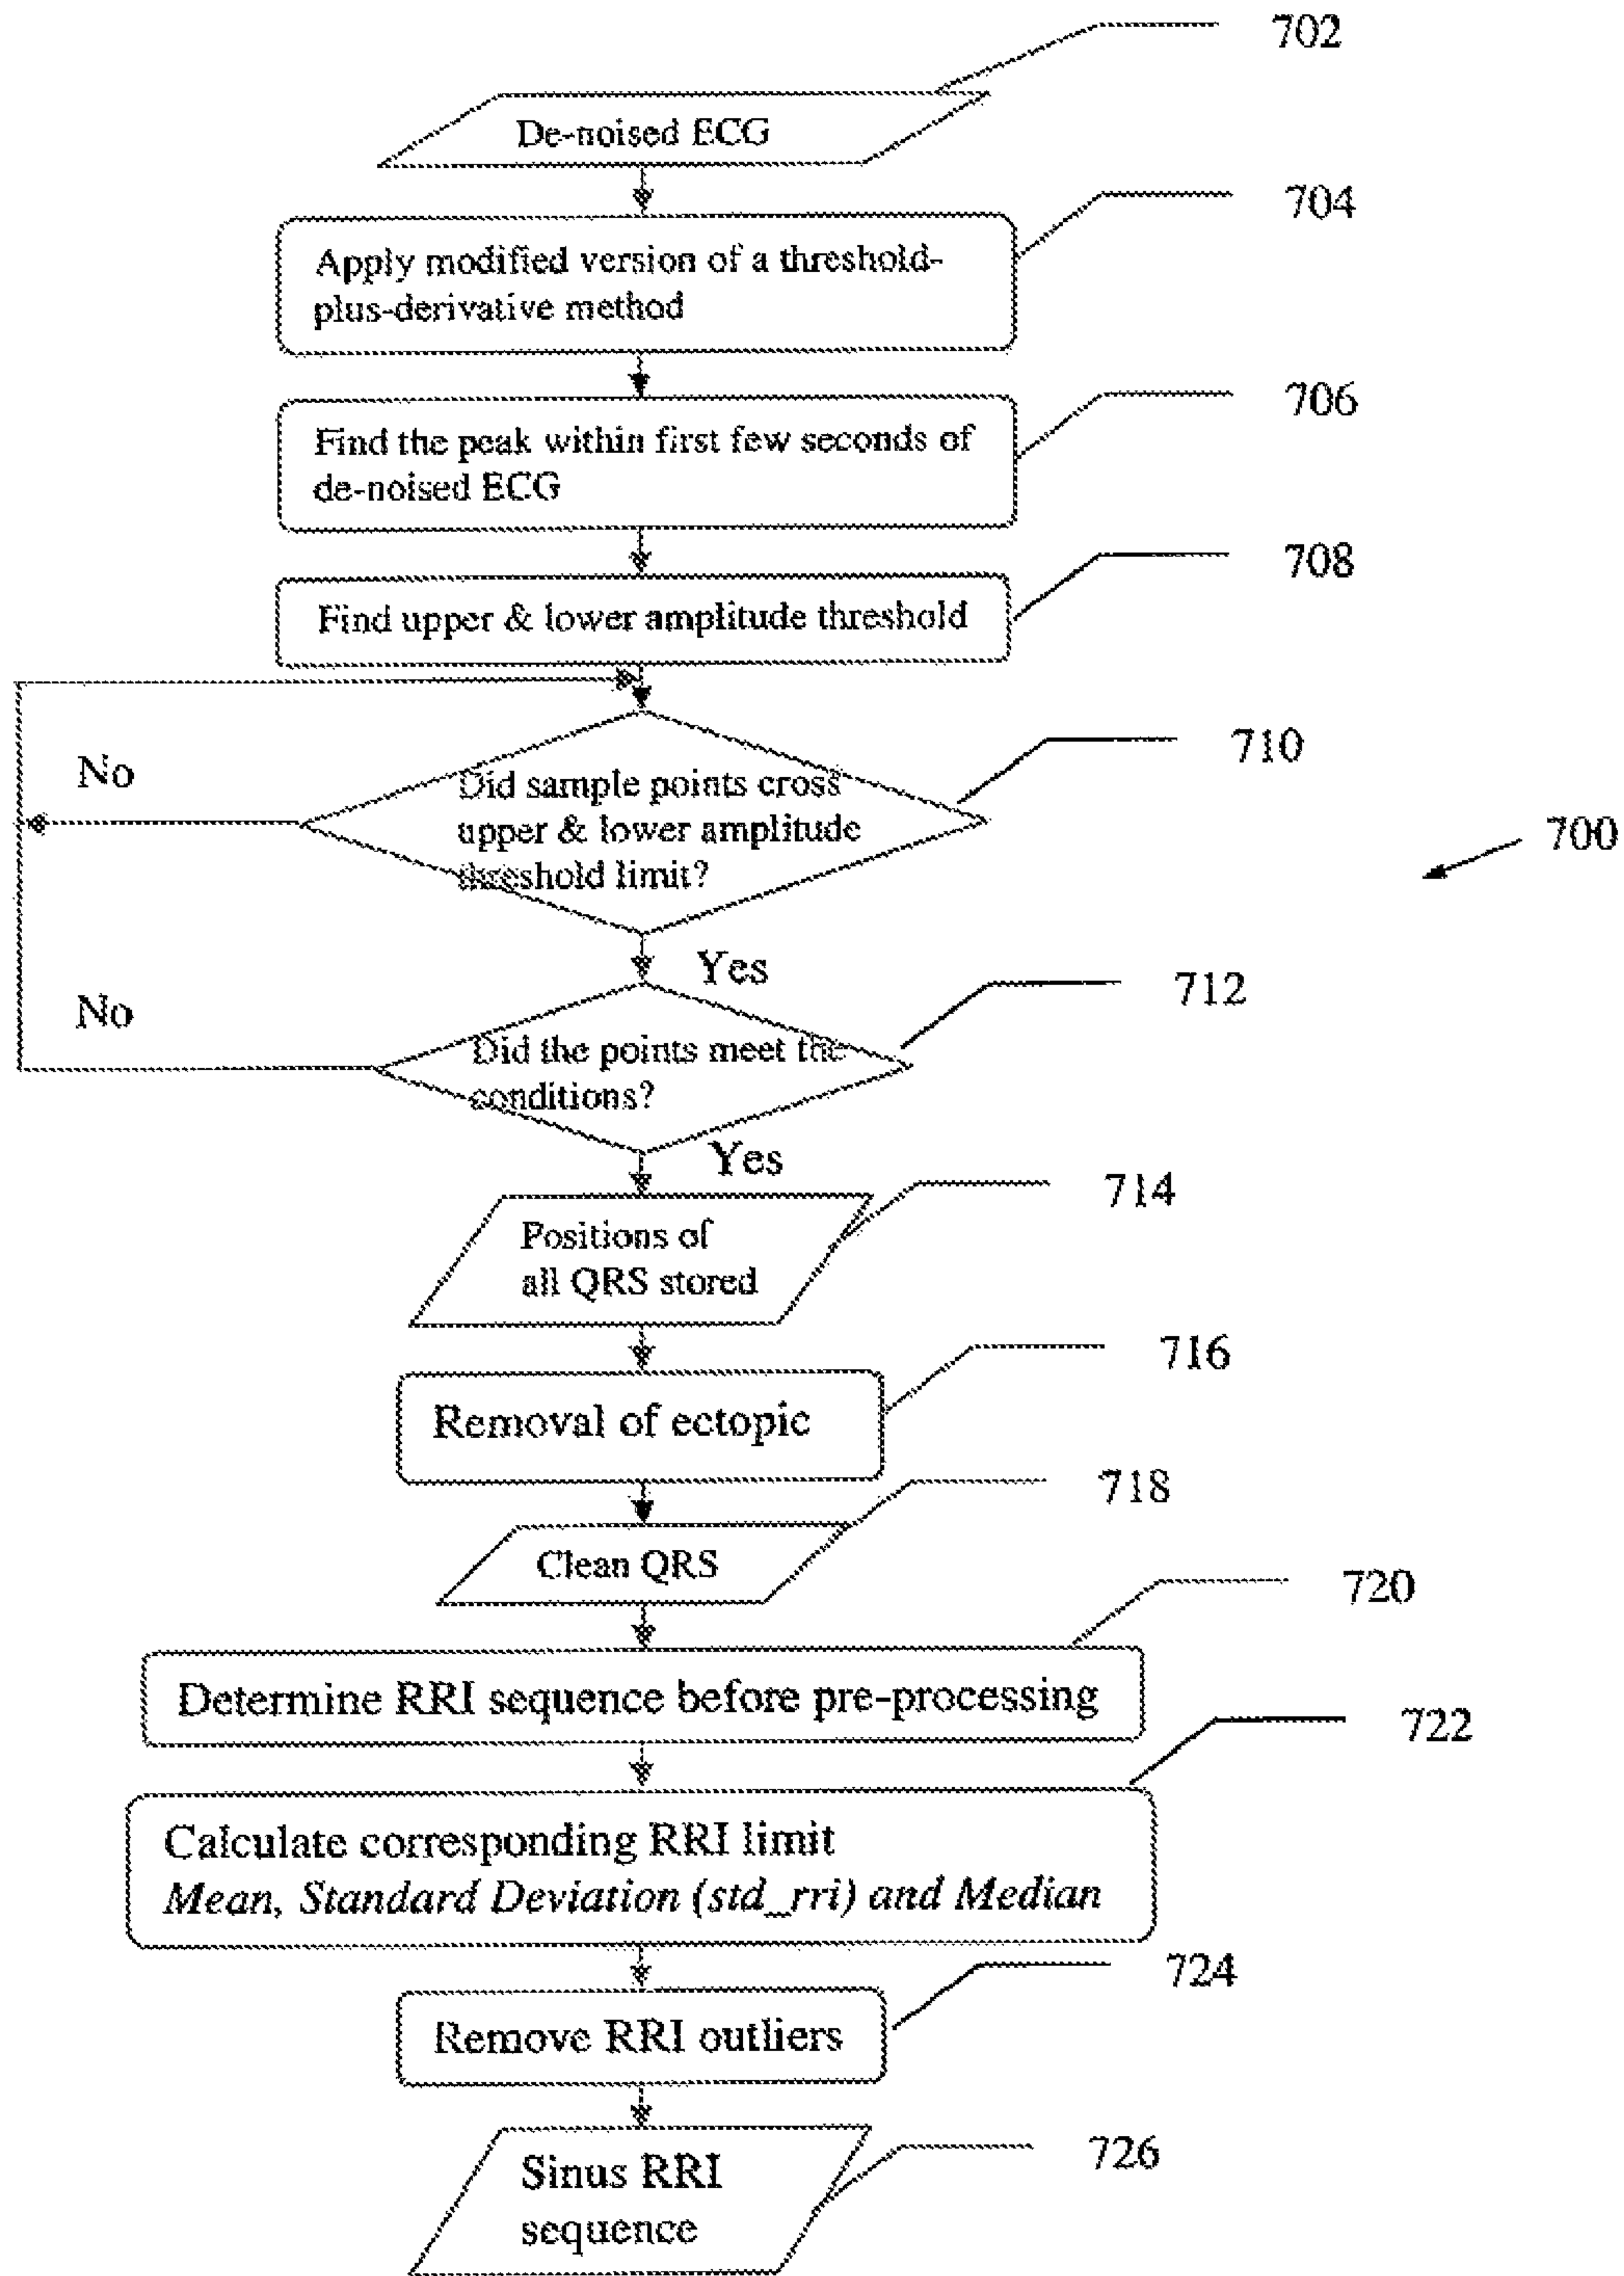 702
De-noised ECG
704
Apply modified version of a threshold-
plus-derivative method
706
Find the peak within first few seconds of
de-noised ECG
708
Find upper & lower amplitude threshold
710
No
Did sample points cross
upper & lower amplitude
threshold limit?
700
Yes
712
No
Did the points meet the
conditions?
Yes
714
Positions of
all QRS stored
716
Removal of ectopic
718
Clean QRS
720
Determine RRI sequence before pre-processing
722
Calculate corresponding RRI limit
Mean, Standard Deviation (std_rri) and Median
724
Remove RRI outliers
726
Sinus RRI
sequence